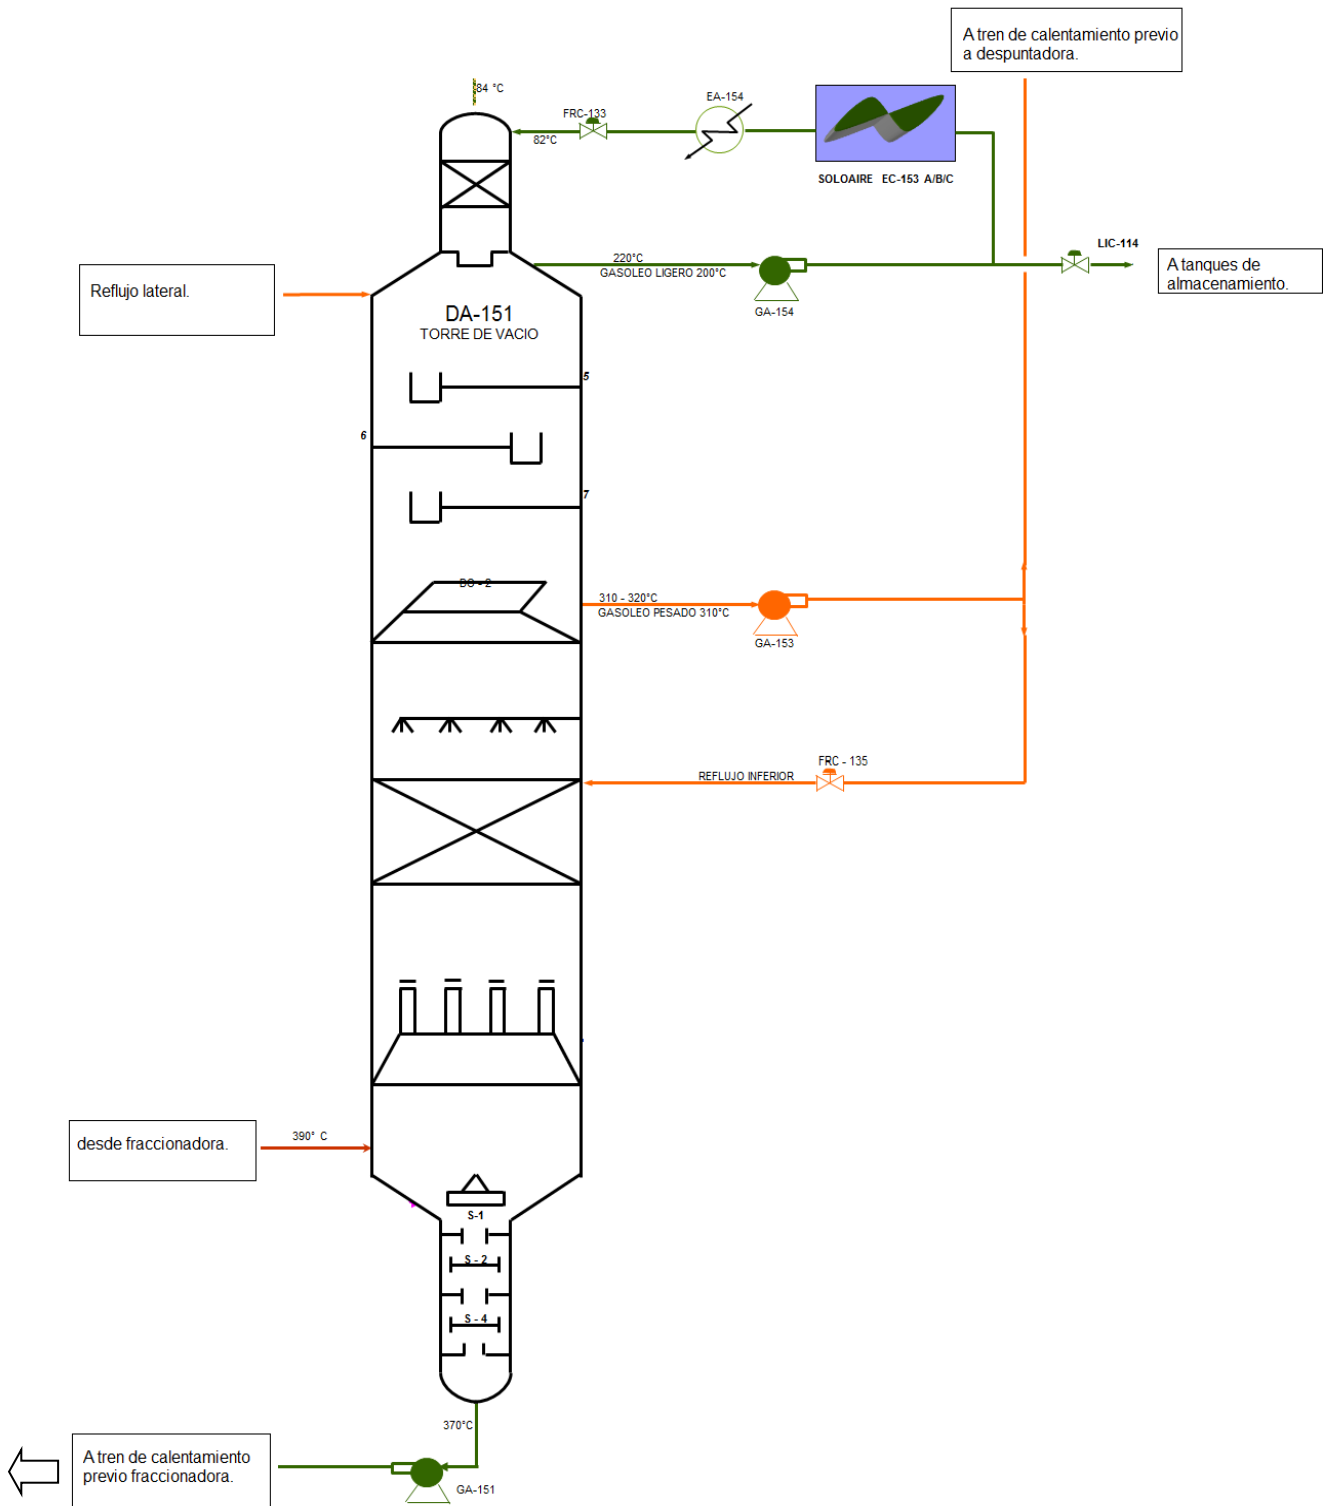 A tren de calentamiento previo
a despuntadora.
84 °C
EA-154
FRC-133
82°C
SOLOAIRE EC-153 A/B/C
LIC-114
220°C
GASOLEO LIGERO 200°C
A tanques de
almacenamiento.
Reflujo lateral.
GA-154
DA-151
TORRE DE VACIO
5
6
7
DO - 2
310 - 320°C
GASOLEO PESADO 310°C
GA-153
FRC - 135
REFLUJO INFERIOR
390° C
desde fraccionadora.
S-1
S - 2
S - 4
370°C
A tren de calentamiento
previo fraccionadora.
GA-151